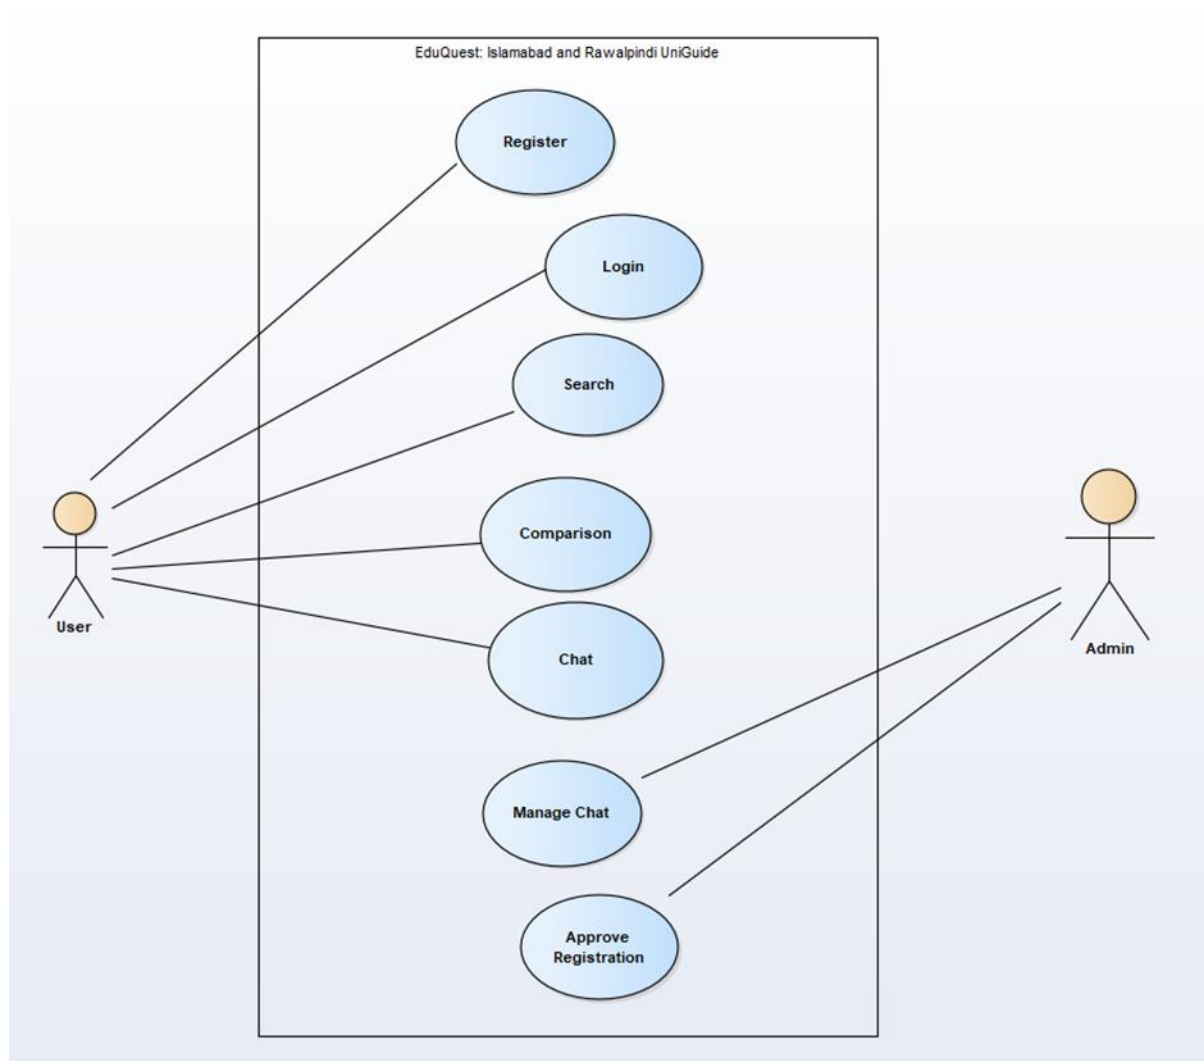 EduQuest: Islamabad and Rawalpindi UniGuide
Register
Login
Search
Comparison
Chat
User
Admin
Manage Chat
Approve
Registration